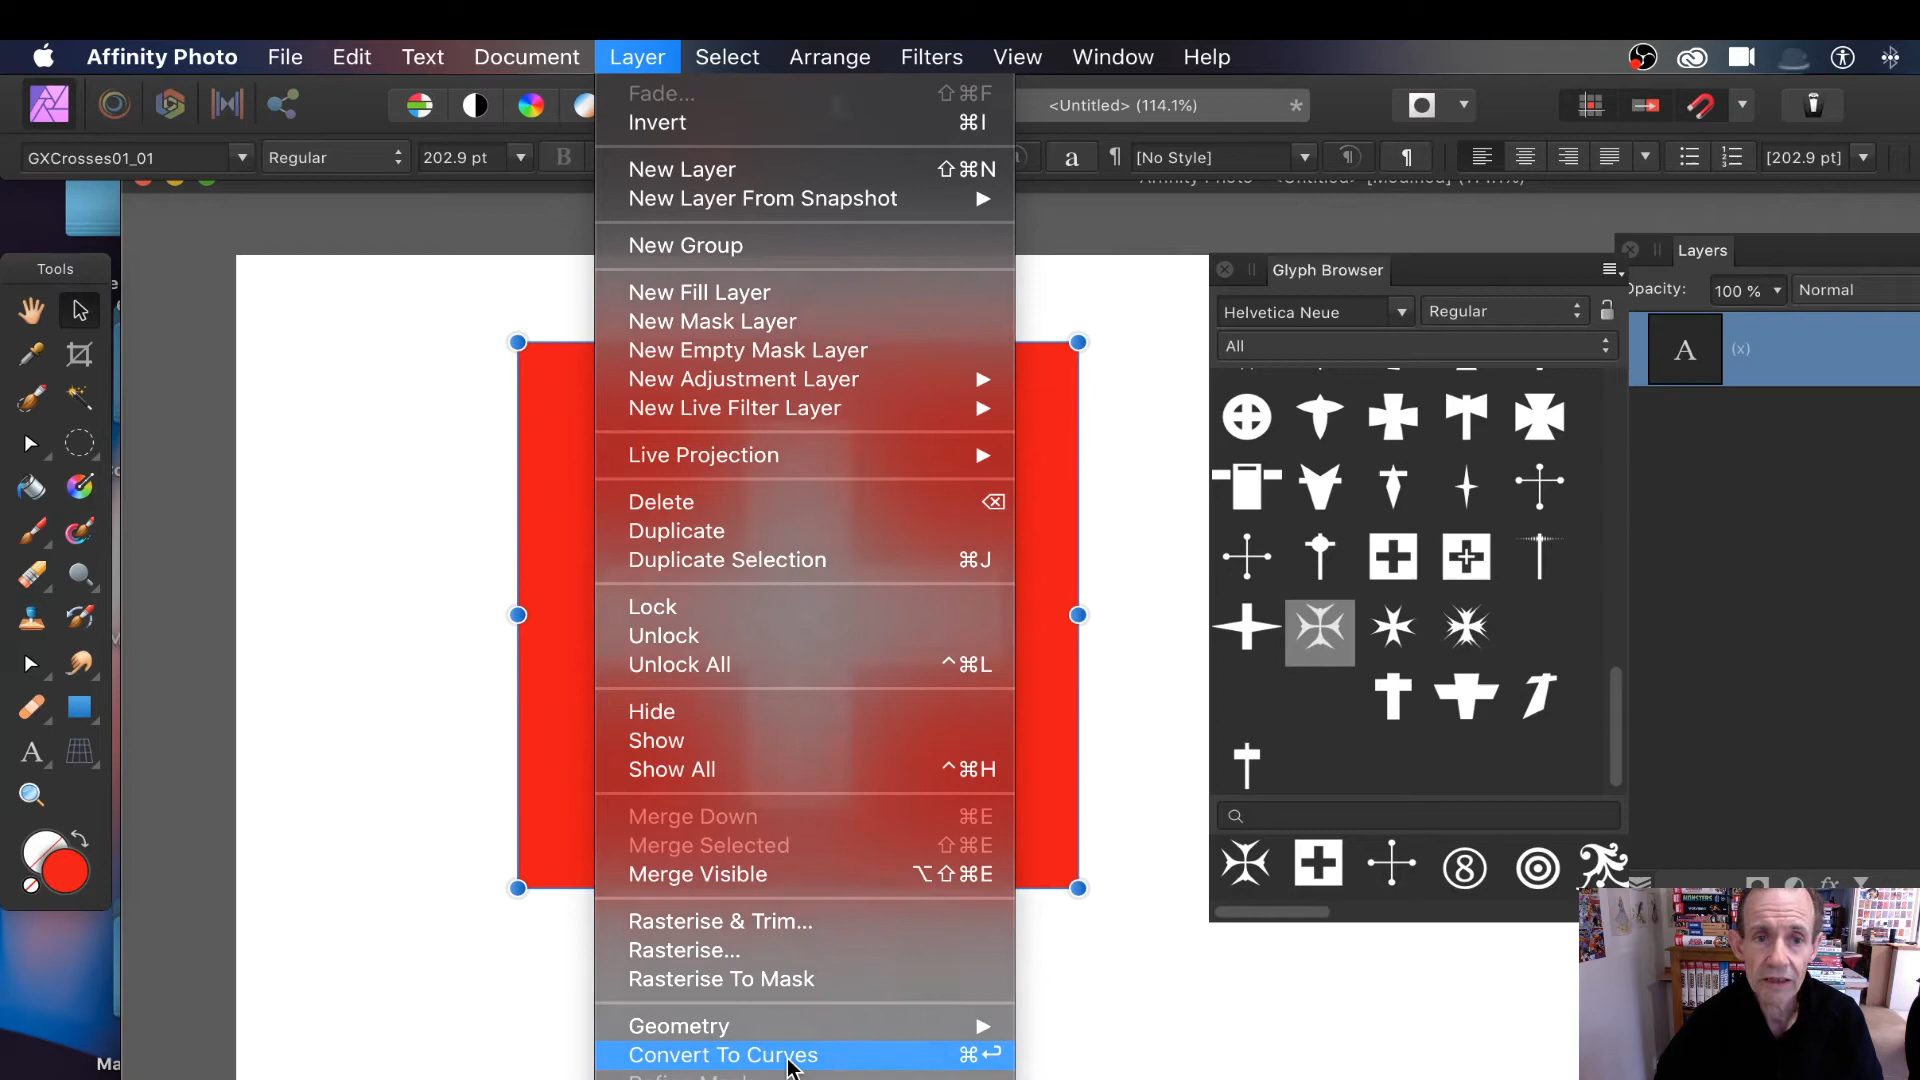 Affinity Photo File Edit Text Document Layer Select Arrange Filters View Window Help
<Untitled> (114.1%) *
GXCrosses01_01 Regular 202.9 pt B a ¶ [No Style] ¶ ¶ [202.9 pt]
Tools
Fade... ⇧⌘F
Invert ⌘I
New Layer ⇧⌘N
New Layer From Snapshot
New Group
New Fill Layer
New Mask Layer
New Empty Mask Layer
New Adjustment Layer
New Live Filter Layer
Live Projection
Delete ⌫
Duplicate
Duplicate Selection ⌘J
Lock
Unlock
Unlock All ^⌘L
Hide
Show
Show All ^⌘H
Merge Down ⌘E
Merge Selected ⇧⌘E
Merge Visible ⌥⇧⌘E
Rasterise & Trim...
Rasterise...
Rasterise To Mask
Geometry
Convert To Curves ⌘↩
Glyph Browser
Helvetica Neue Regular
All
8
Layers
Opacity: 100 % Normal
A (x)
A
Ma
fx